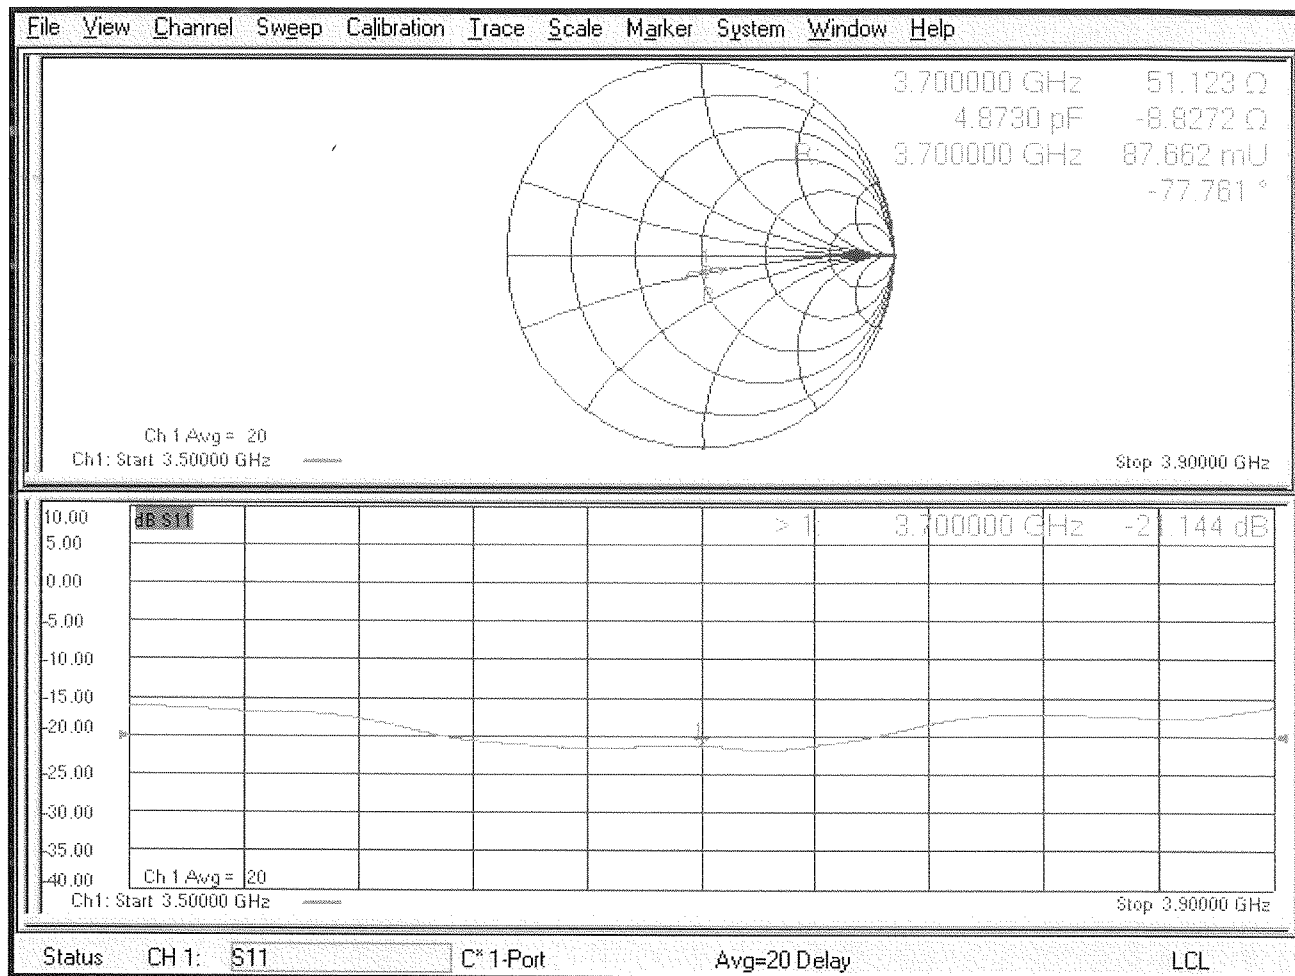 File View Channel Sweep Calibration Trace Scale Marker System Window Help
> 1: 3.700000 GHz 51.123 Ω
4.8730 pF -8.8272 Ω
R: 3.700000 GHz 87.662 mU
-77.761 °
Ch 1 Avg = 20
Ch1: Start 3.50000 GHz
Stop 3.90000 GHz
10.00
dB S11
> 1: 3.700000 GHz -21.144 dB
5.00
0.00
-5.00
-10.00
-15.00
-20.00
-25.00
-30.00
-35.00
-40.00
Ch 1 Avg = 20
Ch1: Start 3.50000 GHz
Stop 3.90000 GHz
Status CH 1: S11 C* 1-Port Avg=20 Delay LCL